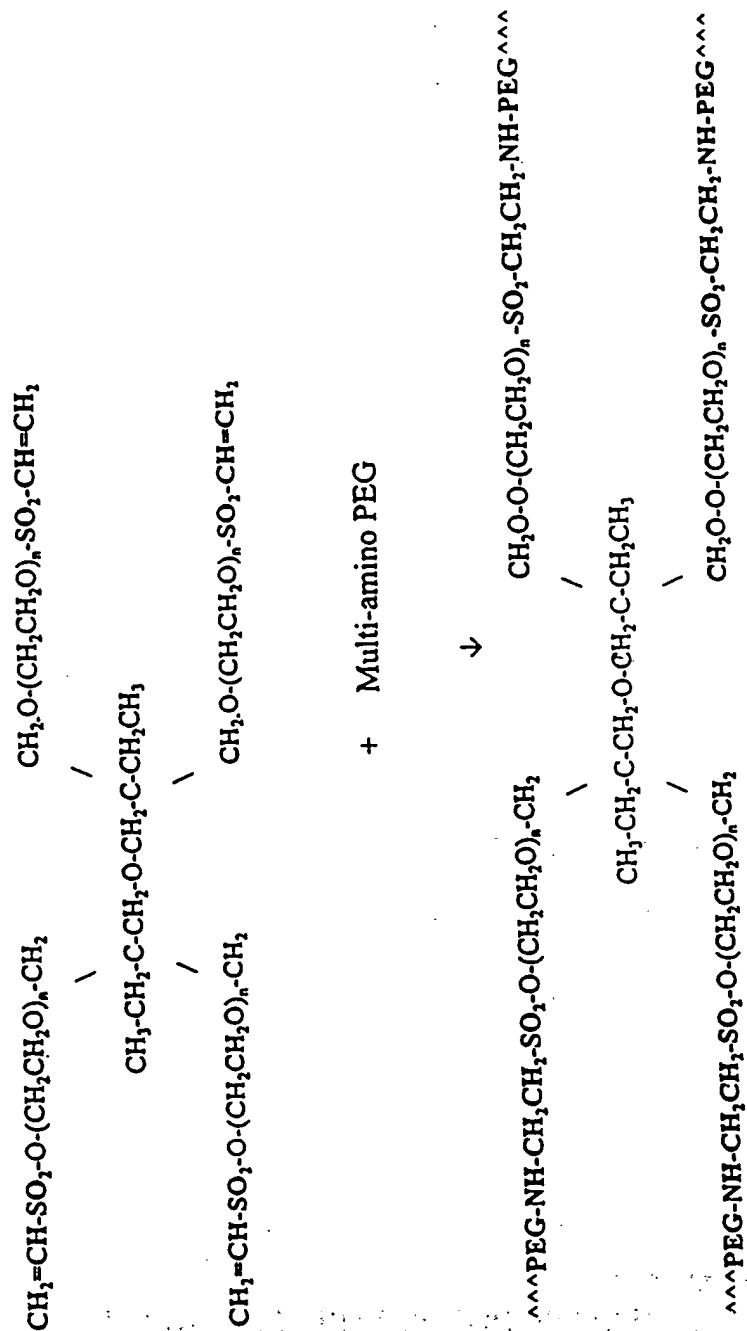 CH₂=CH-SO₂-O-(CH₂CH₂O)ₙ-CH₂ CH₂-O-(CH₂CH₂O)ₙ-SO₂-CH=CH₂
\ /
CH₃-CH₂-C-CH₂-O-CH₂-C-CH₂CH₃
/ \
CH₂=CH-SO₂-O-(CH₂CH₂O)ₙ-CH₂ CH₂-O-(CH₂CH₂O)ₙ-SO₂-CH=CH₂
+ Multi-amino PEG
↓
^^^PEG-NH-CH₂CH₂-SO₂-O-(CH₂CH₂O)ₙ-CH₂ CH₂O-O-(CH₂CH₂O)ₙ-SO₂-CH₂CH₂-NH-PEG^^^
\ /
CH₃-CH₂-C-CH₂-O-CH₂-C-CH₂CH₃
/ \
^^^PEG-NH-CH₂CH₂-SO₂-O-(CH₂CH₂O)ₙ-CH₂ CH₂O-O-(CH₂CH₂O)ₙ-SO₂-CH₂CH₂-NH-PEG^^^